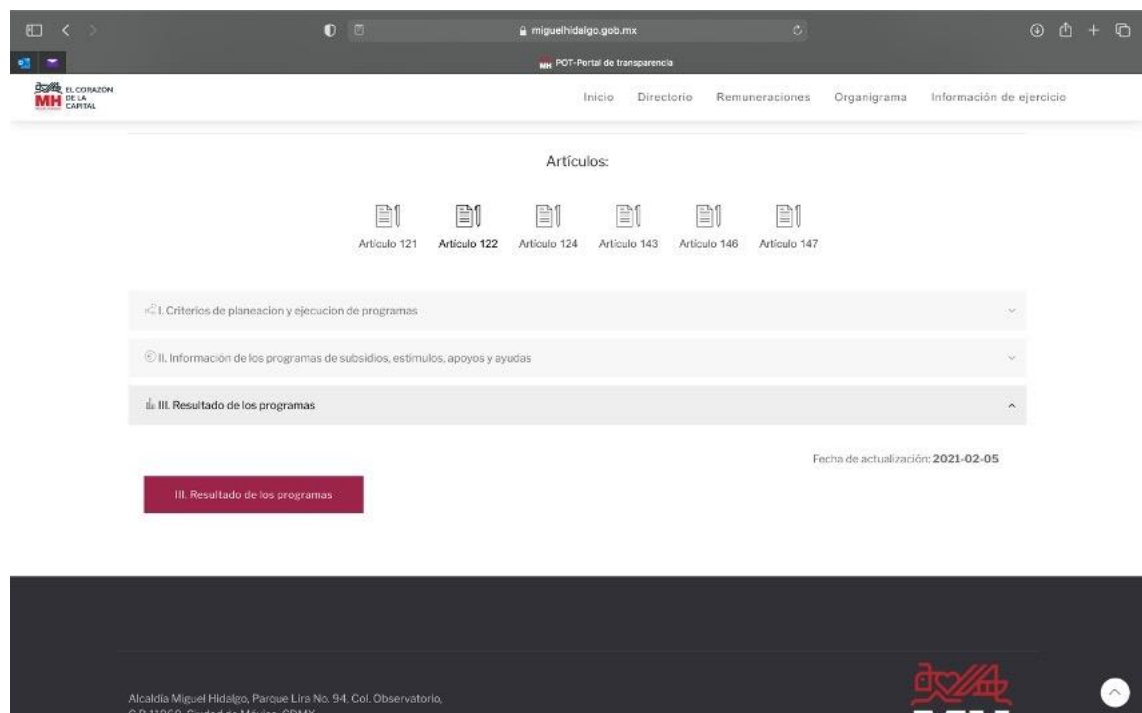 miguelhidalgo.gob.mx
MH POT-Portal de transparencia
MH EL CORAZÓN
DE LA
CAPITAL
Inicio Directorio Remuneraciones Organigrama Información de ejercicio
Artículos:
Artículo 121 Artículo 122 Artículo 124 Artículo 143 Artículo 146 Artículo 147
I. Criterios de planeacion y ejecucion de programas
II. Información de los programas de subsidios, estímulos, apoyos y ayudas
III. Resultado de los programas
Fecha de actualización: 2021-02-05
III. Resultado de los programas
Alcaldía Miguel Hidalgo, Parque Lira No. 94, Col. Observatorio,